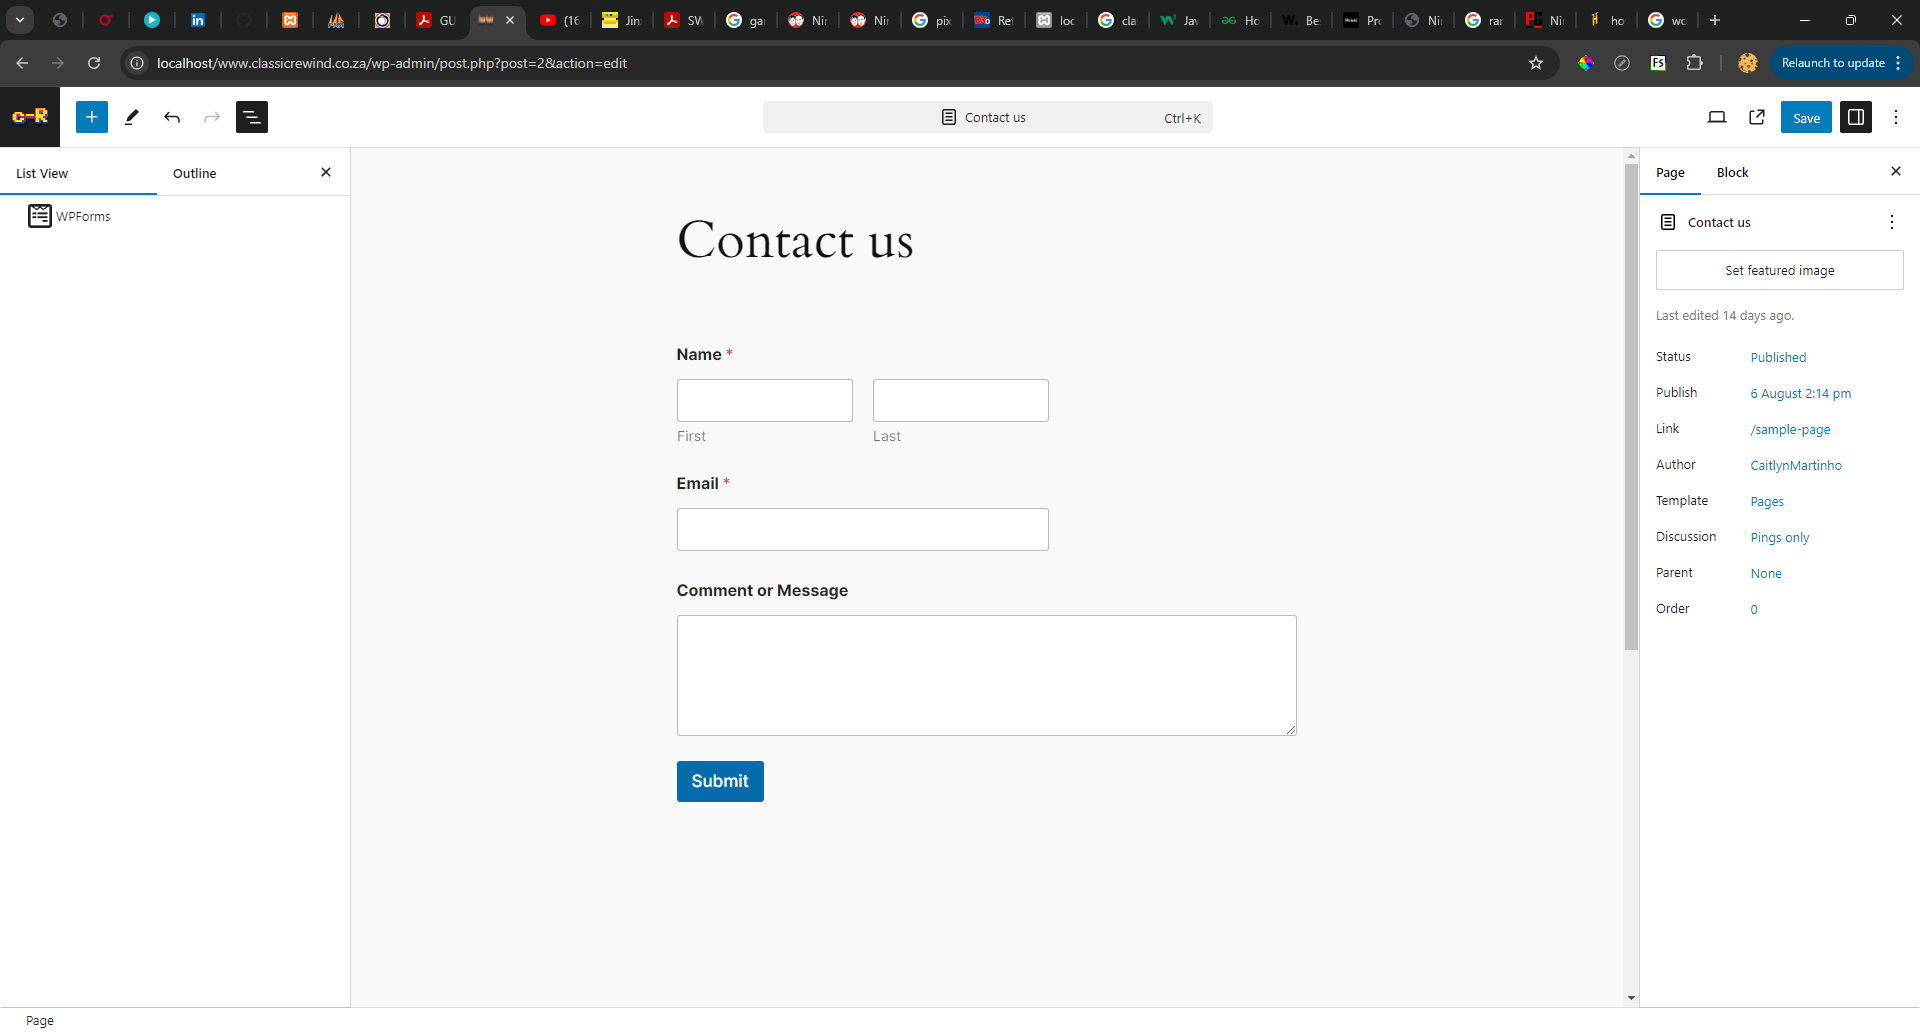 GU
(16
Jin
SW
gar
Nir
Nir
pix
Ret
loc
cla
Jav
Ho
Be
Pro
Nir
rar
Nir
ho
wo
localhost/www.classicrewind.co.za/wp-admin/post.php?post=2&action=edit
Relaunch to update
c-R
Contact us
Ctrl+K
Save
List View
Outline
WPForms
Contact us
Name *
First
Last
Email *
Comment or Message
Submit
Page
Block
Contact us
Set featured image
Last edited 14 days ago.
Status Published
Publish 6 August 2:14 pm
Link /sample-page
Author CaitlynMartinho
Template Pages
Discussion Pings only
Parent None
Order 0
Page